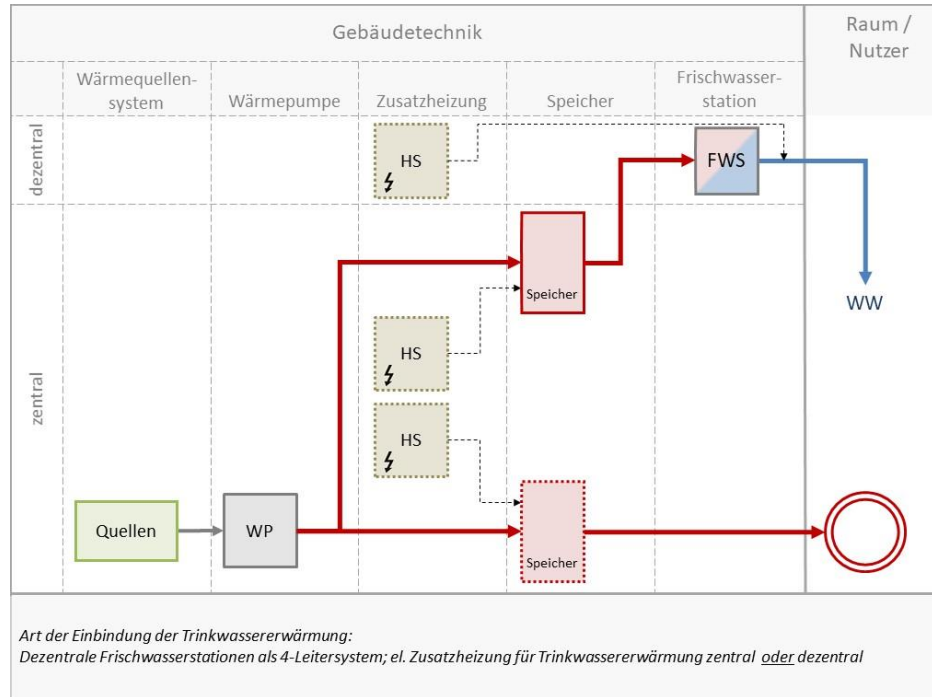 Gebäudetechnik
Raum /
Nutzer
Wärmequellen-
system
Wärmepumpe
Zusatzheizung
Speicher
Frischwasser-
station
dezentral
HS
FWS
WW
zentral
Speicher
HS
HS
Quellen
WP
Speicher
Art der Einbindung der Trinkwassererwärmung:
Dezentrale Frischwasserstationen als 4-Leitersystem; el. Zusatzheizung für Trinkwassererwärmung zentral oder dezentral